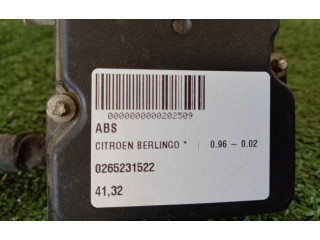 0000000000202509
ABS
CITROEN BERLINGO * | 0.96 - 0.02
0265231522
41,32